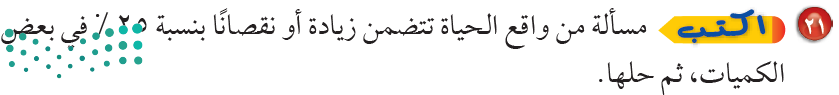 ٢١ اكتب مسألة من واقع الحياة تتضمن زيادة أو نقصانًا بنسبة ٢٥ ٪ في بعض
الكميات، ثم حلها.